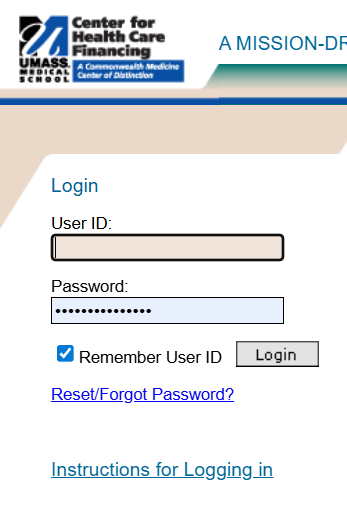 Center for
Health Care
Financing
UMASS.
MEDICAL
SCHOOL
A Commonwealth Medicine
Center of Distinction
A MISSION-DR
Login
User ID:
Password:
•••••••••••••••
Remember User ID
Login
Reset/Forgot Password?
Instructions for Logging in